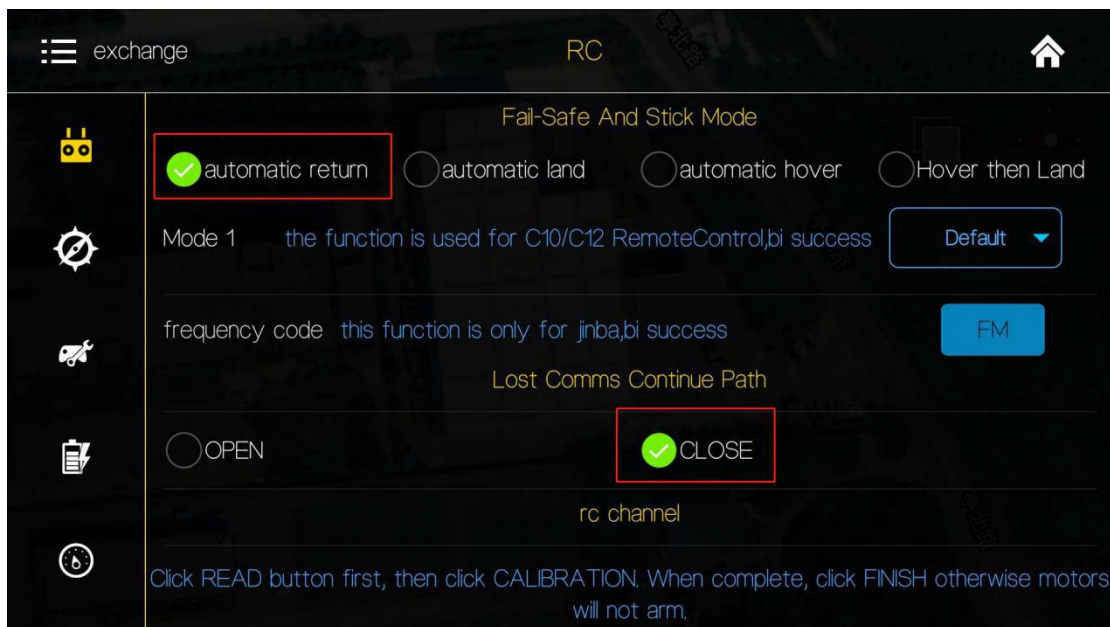 exchange
RC
Fail-Safe And Stick Mode
automatic return
automatic land
automatic hover
Hover then Land
Mode 1
the function is used for C10/C12 RemoteControl,bi success
Default
frequency code
this function is only for jinba,bi success
FM
Lost Comms Continue Path
OPEN
CLOSE
rc channel
Click READ button first, then click CALIBRATION. When complete, click FINISH otherwise motors
will not arm.